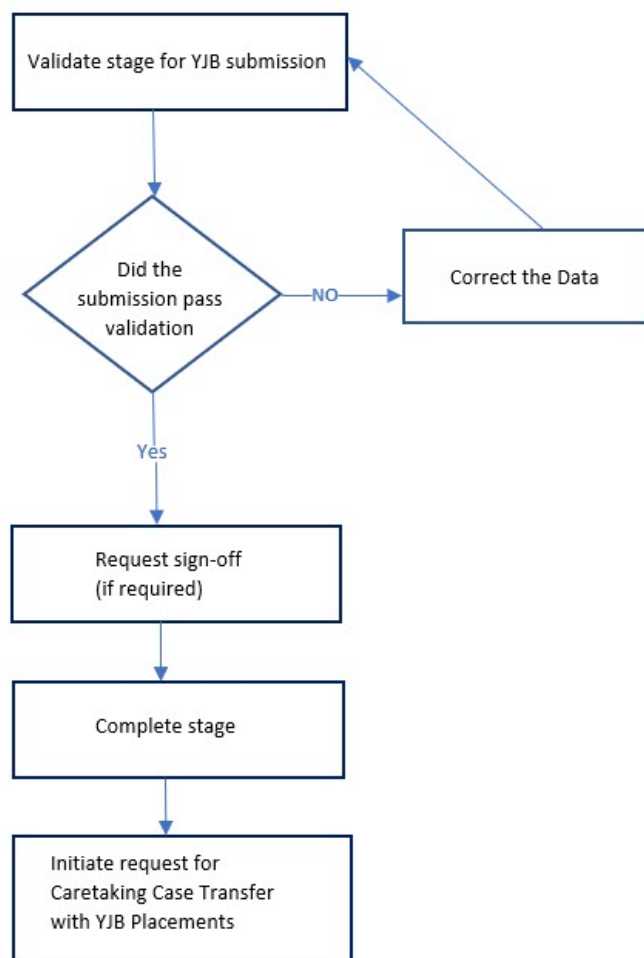 Validate stage for YJB submission
Did the
submission pass
validation
NO
Correct the Data
Yes
Request sign-off
(if required)
Complete stage
Initiate request for
Caretaking Case Transfer
with YJB Placements